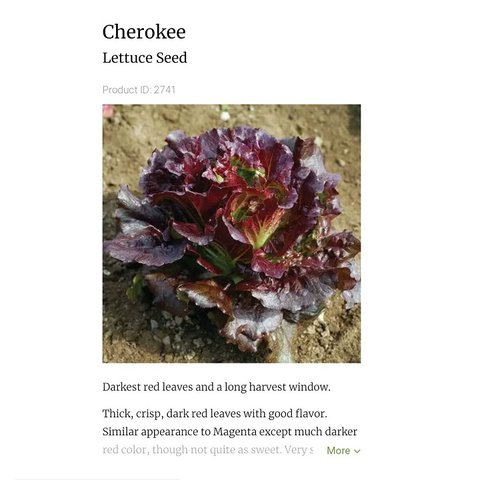 Cherokee
Lettuce Seed
Product ID: 2741
Darkest red leaves and a long harvest window.
Thick, crisp, dark red leaves with good flavor.
Similar appearance to Magenta except much darker
red color, though not quite as sweet. Very
More